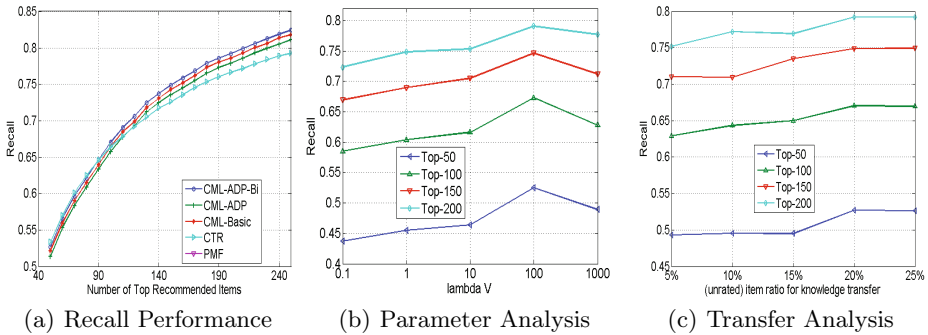 0.85
0.8
0.75
0.7
0.65
0.6
0.55
0.5
Recall
40
90
140
190
240
Number of Top Recommended Items
CML-ADP-Bi
CML-ADP
CML-Basic
CTR
PMF
(a) Recall Performance
0.8
0.75
0.7
0.65
0.6
0.55
0.5
0.45
0.4
Recall
0.1
1
10
100
1000
lambda V
Top-50
Top-100
Top-150
Top-200
(b) Parameter Analysis
0.8
0.75
0.7
0.65
0.6
0.55
0.5
0.45
Recall
5%
10%
15%
20%
25%
(unrated) item ratio for knowledge transfer
Top-50
Top-100
Top-150
Top-200
(c) Transfer Analysis